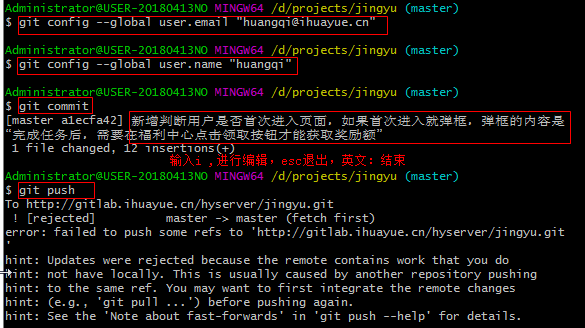 Administrator@USER-20180413NO MINGW64 /d/projects/jingyu (master)
$ git config --global user.email "huangqi@ihuayue.cn"
Administrator@USER-20180413NO MINGW64 /d/projects/jingyu (master)
$ git config --global user.name "huangqi"
Administrator@USER-20180413NO MINGW64 /d/projects/jingyu (master)
$ git commit
[master a1ecfa42] 新增判断用户是否首次进入页面，如果首次进入就弹框，弹框的内容是
“完成任务后，需要在福利中心点击领取按钮才能获取奖励额”
1 file changed, 12 insertions(+)
输入i ,进行编辑，esc退出，英文：结束
Administrator@USER-20180413NO MINGW64 /d/projects/jingyu (master)
$ git push
To http://gitlab.ihuayue.cn/hyserver/jingyu.git
! [rejected] master -> master (fetch first)
error: failed to push some refs to 'http://gitlab.ihuayue.cn/hyserver/jingyu.git
'
hint: Updates were rejected because the remote contains work that you do
hint: not have locally. This is usually caused by another repository pushing
hint: to the same ref. You may want to first integrate the remote changes
hint: (e.g., 'git pull ...') before pushing again.
hint: See the 'Note about fast-forwards' in 'git push --help' for details.